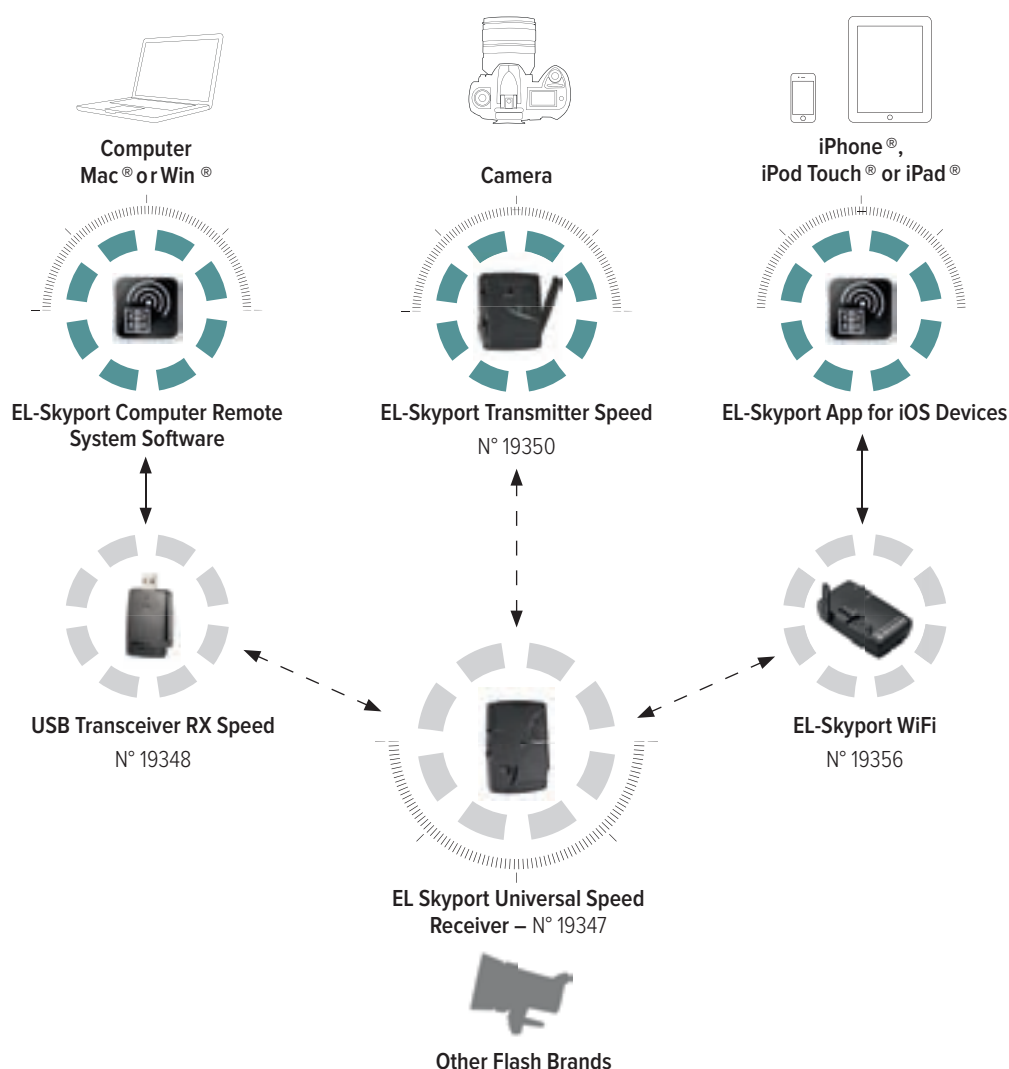 Computer
Mac ® or Win ®
Camera
iPhone ®,
iPod Touch ® or iPad ®
EL-Skyport Computer Remote
System Software
EL-Skyport Transmitter Speed
N° 19350
EL-Skyport App for iOS Devices
USB Transceiver RX Speed
N° 19348
EL-Skyport WiFi
N° 19356
EL Skyport Universal Speed
Receiver – N° 19347
Other Flash Brands